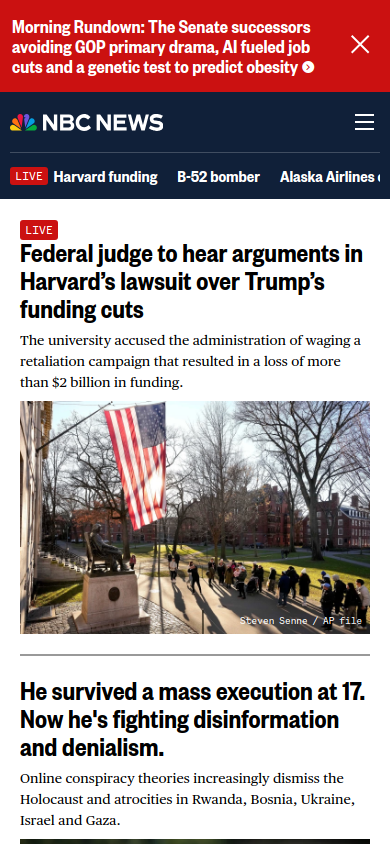 Morning Rundown: The Senate successors
avoiding GOP primary drama, AI fueled job
cuts and a genetic test to predict obesity
NBC NEWS
LIVE Harvard funding B-52 bomber Alaska Airlines
LIVE
Federal judge to hear arguments in
Harvard’s lawsuit over Trump’s
funding cuts
The university accused the administration of waging a
retaliation campaign that resulted in a loss of more
than $2 billion in funding.
Steven Senne / AP file
He survived a mass execution at 17.
Now he's fighting disinformation
and denialism.
Online conspiracy theories increasingly dismiss the
Holocaust and atrocities in Rwanda, Bosnia, Ukraine,
Israel and Gaza.